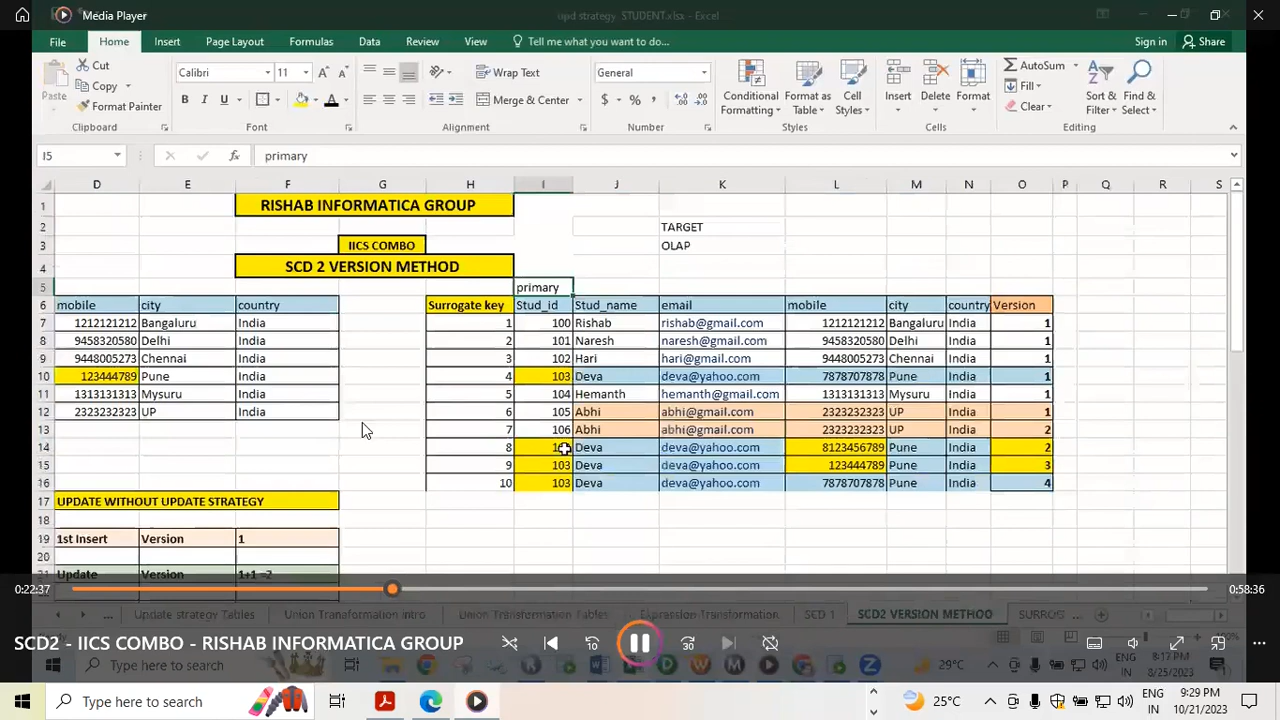 Media Player
upd strategy STUDENT.xlsx - Excel
File Home Insert Page Layout Formulas Data Review View Tell me what you want to do... Sign in Share
Cut
Copy
Format Painter
Paste
Clipboard
Calibri 11
B I U
Font
Wrap Text
Merge & Center
Alignment
General
$ % ,
Number
Conditional Formatting
Format as Table
Cell Styles
Styles
Insert Delete Format
Cells
AutoSum
Fill
Clear
Sort & Filter
Find & Select
Editing
I5 fx primary
D E F G H I J K L M N O P Q R S
1 RISHAB INFORMATICA GROUP
2 TARGET
3 IICS COMBO OLAP
4 SCD 2 VERSION METHOD
5 primary
6 mobile city country Surrogate key Stud_id Stud_name email mobile city country Version
7 1212121212 Bangaluru India 1 100 Rishab rishab@gmail.com 1212121212 Bangaluru India 1
8 9458320580 Delhi India 2 101 Naresh naresh@gmail.com 9458320580 Delhi India 1
9 9448005273 Chennai India 3 102 Hari hari@gmail.com 9448005273 Chennai India 1
10 123444789 Pune India 4 103 Deva deva@yahoo.com 7878707878 Pune India 1
11 1313131313 Mysuru India 5 104 Hemanth hemanth@gmail.com 1313131313 Mysuru India 1
12 2323232323 UP India 6 105 Abhi abhi@gmail.com 2323232323 UP India 1
13 7 106 Abhi abhi@gmail.com 2323232323 UP India 2
14 8 Deva deva@yahoo.com 8123456789 Pune India 2
15 9 103 Deva deva@yahoo.com 123444789 Pune India 3
16 10 103 Deva deva@yahoo.com 7878707878 Pune India 4
17 UPDATE WITHOUT UPDATE STRATEGY
18
19 1st Insert Version 1
20
21 Update Version 1+1 =2
0:22:37 0:58:36
... Update strategy Tables Union Transformation Intro Union Transformation Tables Expression Transformation SED 1 SCD2 VERSION METHOD SURROS ...
SCD2 - IICS COMBO - RISHAB INFORMATICA GROUP
10 30
Type here to search 29°C ENG IN 8:17 PM 8/25/2023
Type here to search 25°C ENG IN 9:29 PM 10/21/2023